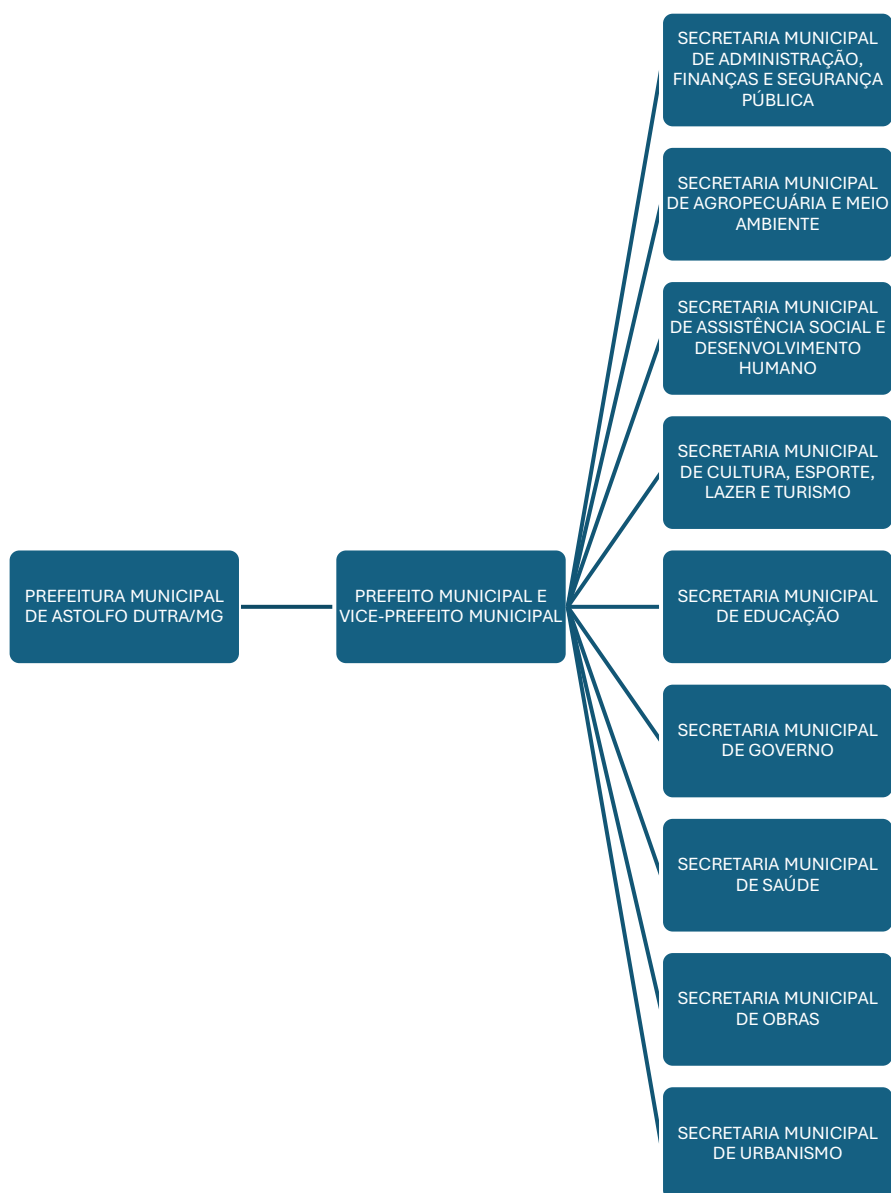 SECRETARIA MUNICIPAL
DE ADMINISTRAÇÃO,
FINANÇAS E SEGURANÇA
PÚBLICA
SECRETARIA MUNICIPAL
DE AGROPECUÁRIA E MEIO
AMBIENTE
SECRETARIA MUNICIPAL
DE ASSISTÊNCIA SOCIAL E
DESENVOLVIMENTO
HUMANO
SECRETARIA MUNICIPAL
DE CULTURA, ESPORTE,
LAZER E TURISMO
PREFEITURA MUNICIPAL
DE ASTOLFO DUTRA/MG
PREFEITO MUNICIPAL E
VICE-PREFEITO MUNICIPAL
SECRETARIA MUNICIPAL
DE EDUCAÇÃO
SECRETARIA MUNICIPAL
DE GOVERNO
SECRETARIA MUNICIPAL
DE SAÚDE
SECRETARIA MUNICIPAL
DE OBRAS
SECRETARIA MUNICIPAL
DE URBANISMO